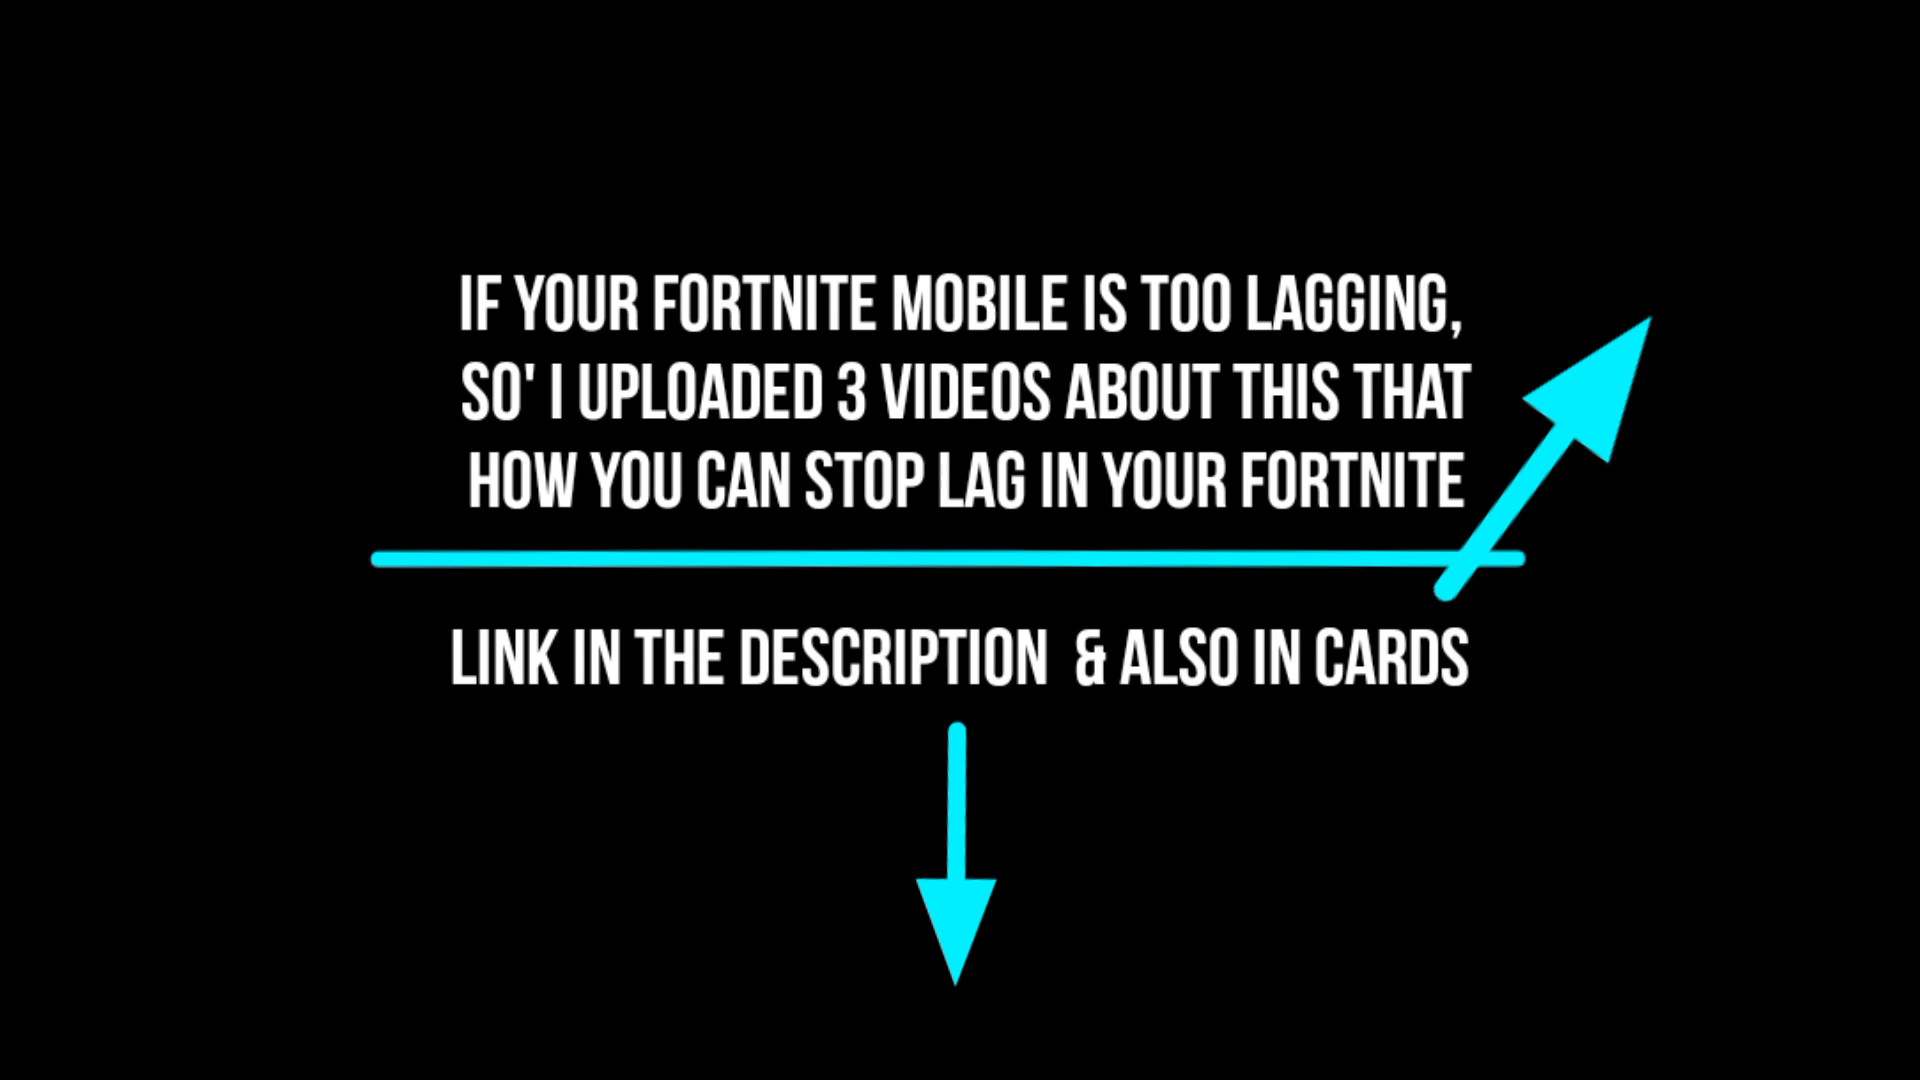 IF YOUR FORTNITE MOBILE IS TOO LAGGING,
SO' I UPLOADED 3 VIDEOS ABOUT THIS THAT
HOW YOU CAN STOP LAG IN YOUR FORTNITE
LINK IN THE DESCRIPTION & ALSO IN CARDS